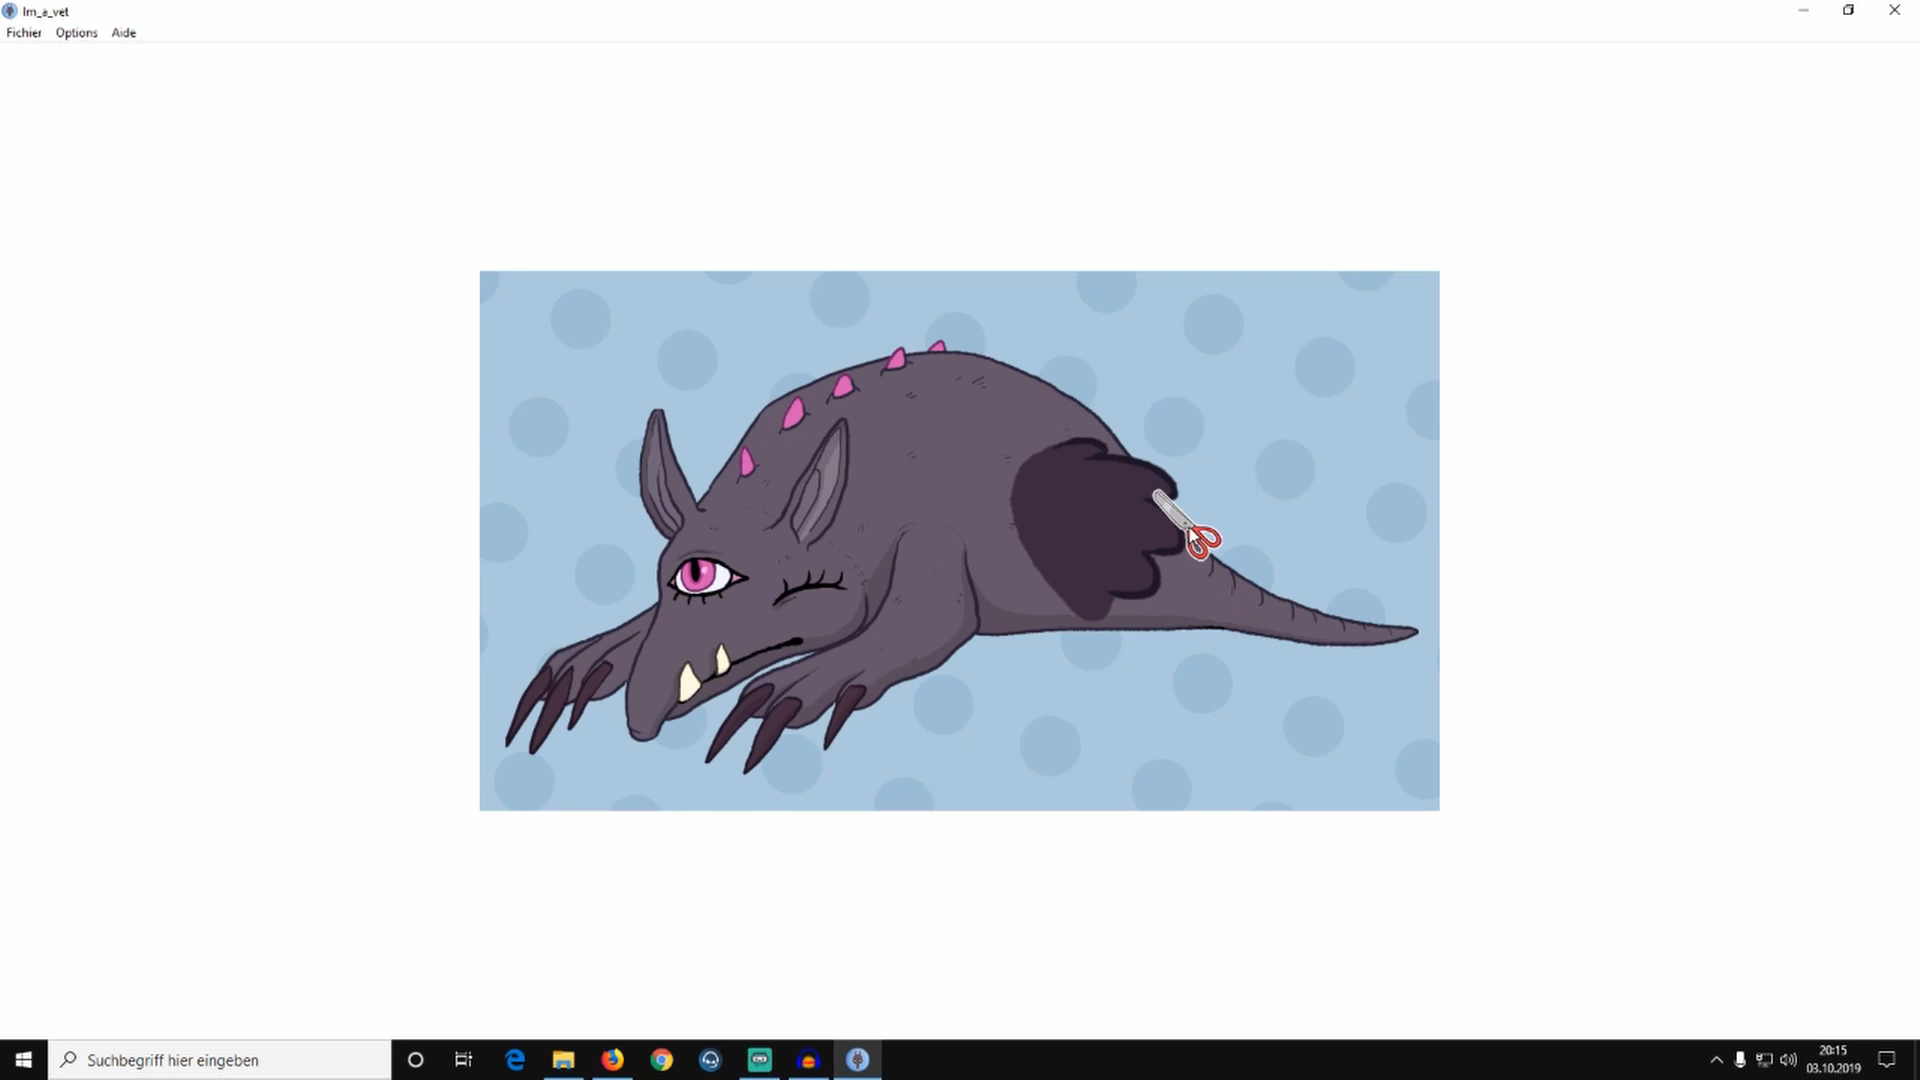 Im_a_vet
Fichier Options Aide
Suchbegriff hier eingeben
20:15
03.10.2019